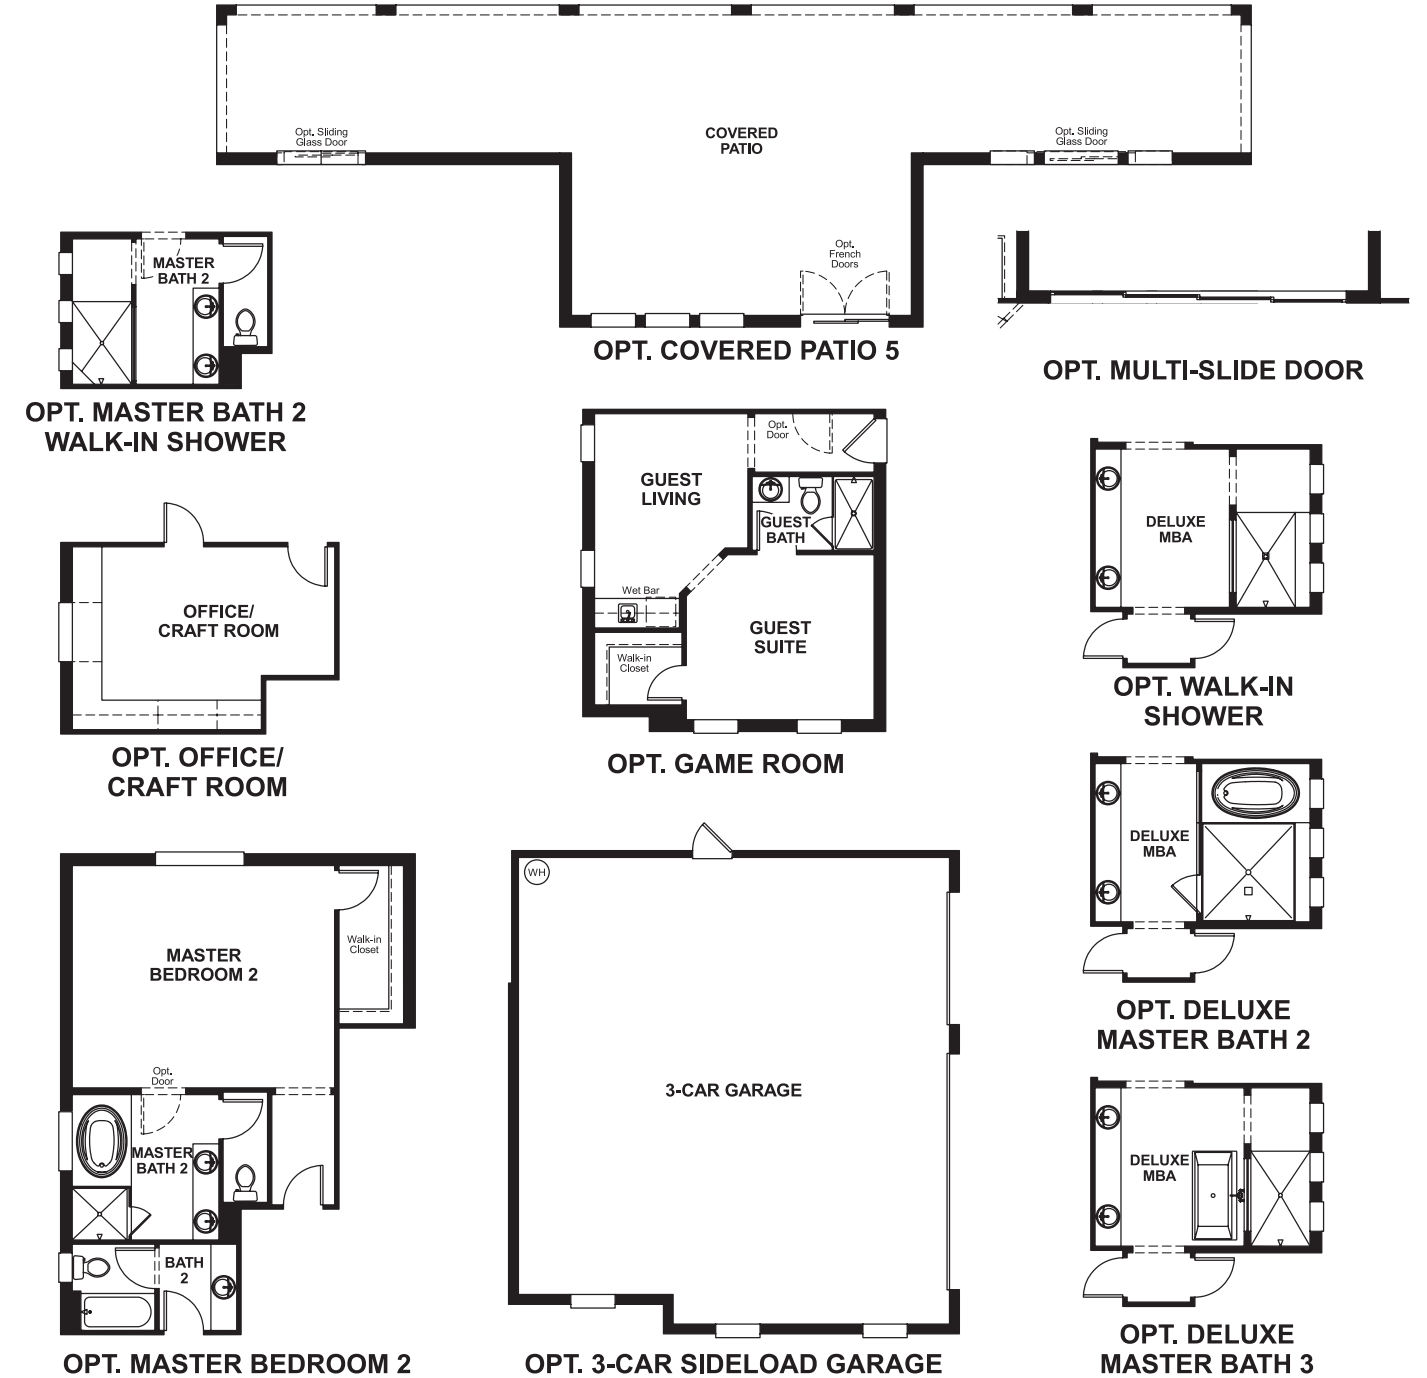 Opt. Sliding
Glass Door
COVERED
PATIO
Opt. Sliding
Glass Door
Opt.
French
Doors
OPT. COVERED PATIO 5
OPT. MULTI-SLIDE DOOR
MASTER
BATH 2
OPT. MASTER BATH 2
WALK-IN SHOWER
Opt.
Door
GUEST
LIVING
GUEST
BATH
Wet Bar
GUEST
SUITE
Walk-in
Closet
OPT. GAME ROOM
DELUXE
MBA
OPT. WALK-IN
SHOWER
OFFICE/
CRAFT ROOM
OPT. OFFICE/
CRAFT ROOM
DELUXE
MBA
OPT. DELUXE
MASTER BATH 2
Walk-in
Closet
MASTER
BEDROOM 2
Opt.
Door
MASTER
BATH 2
BATH
2
OPT. MASTER BEDROOM 2
WH
3-CAR GARAGE
OPT. 3-CAR SIDELOAD GARAGE
DELUXE
MBA
OPT. DELUXE
MASTER BATH 3